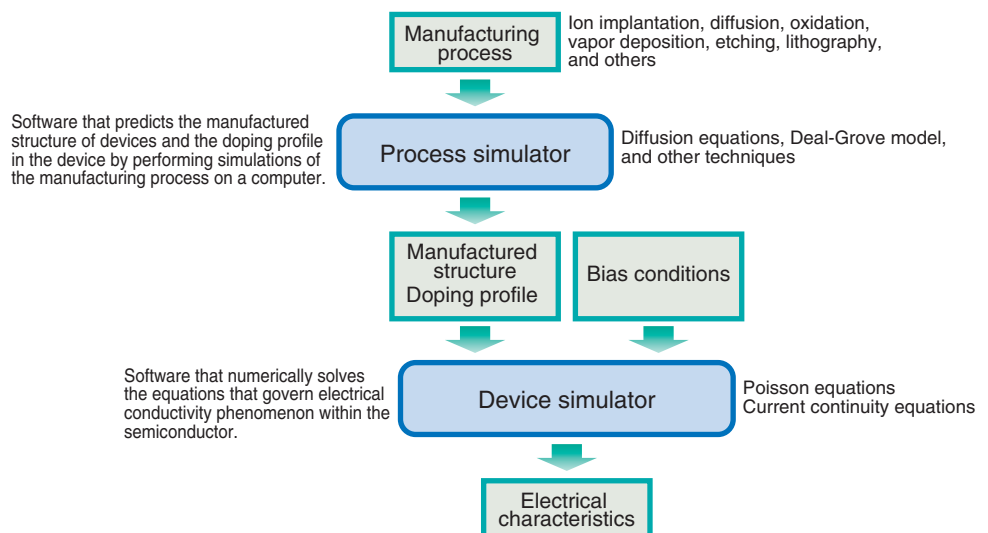 Manufacturing
process
Ion implantation, diffusion, oxidation,
vapor deposition, etching, lithography,
and others
Software that predicts the manufactured
structure of devices and the doping profile
in the device by performing simulations of
the manufacturing process on a computer.
Process simulator
Diffusion equations, Deal-Grove model,
and other techniques
Manufactured
structure
Doping profile
Bias conditions
Software that numerically solves
the equations that govern electrical
conductivity phenomenon within the
semiconductor.
Device simulator
Poisson equations
Current continuity equations
Electrical
characteristics